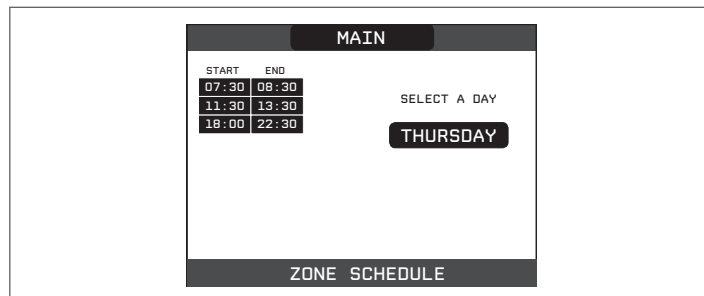 MAIN
START END
07:30 08:30
11:30 13:30
18:00 22:30
SELECT A DAY
THURSDAY
ZONE SCHEDULE